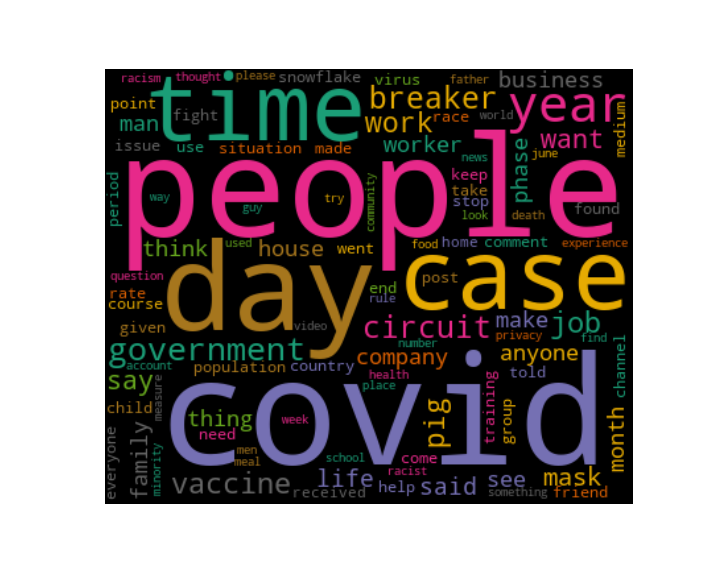 racism thought please snowflake virus father business
point time breaker year
man fight work race world medium
issue use situation made worker want
people news phase june
period way guy try community keep take stop look death found
think used house went food home comment experience
question day case post
rate end
course rule
given video circuit make job
government number privacy find
account population country company anyone channel
say covid place health told
child measure thing pig training group month
need week
everyone family minority men meal school come racist
vaccine received life help said see something mask friend